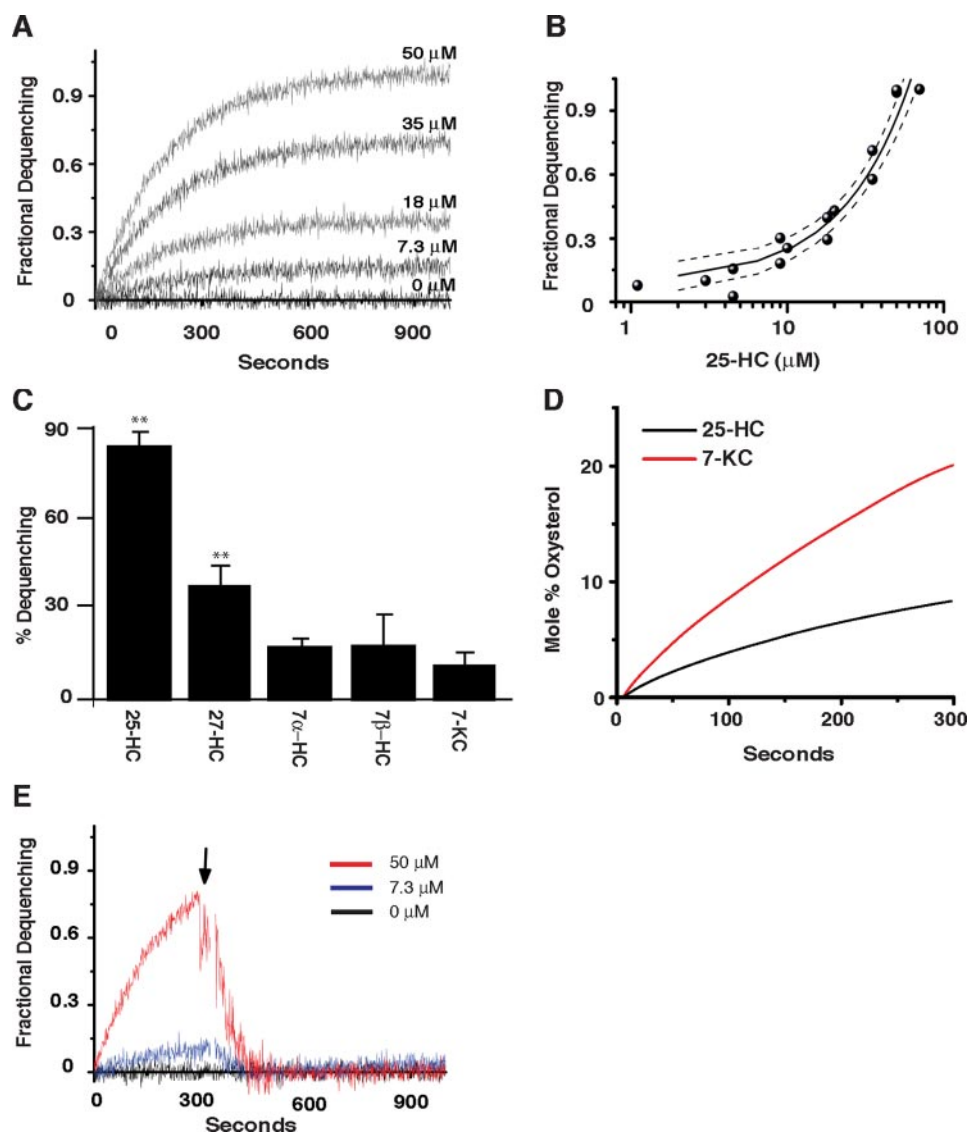 A
Fractional Dequenching
0.9
0.6
0.3
0
50 μM
35 μM
18 μM
7.3 μM
0 μM
0
300
600
900
Seconds
B
Fractional Dequenching
0.9
0.6
0.3
0
1
10
100
25-HC (μM)
C
% Dequenching
90
60
30
0
**
**
25-HC
27-HC
7α-HC
7β-HC
7-KC
D
Mole % Oxysterol
20
10
0
25-HC
7-KC
0
100
200
300
Seconds
E
Fractional Dequenching
0.9
0.6
0.3
0
50 μM
7.3 μM
0 μM
0
300
600
900
Seconds